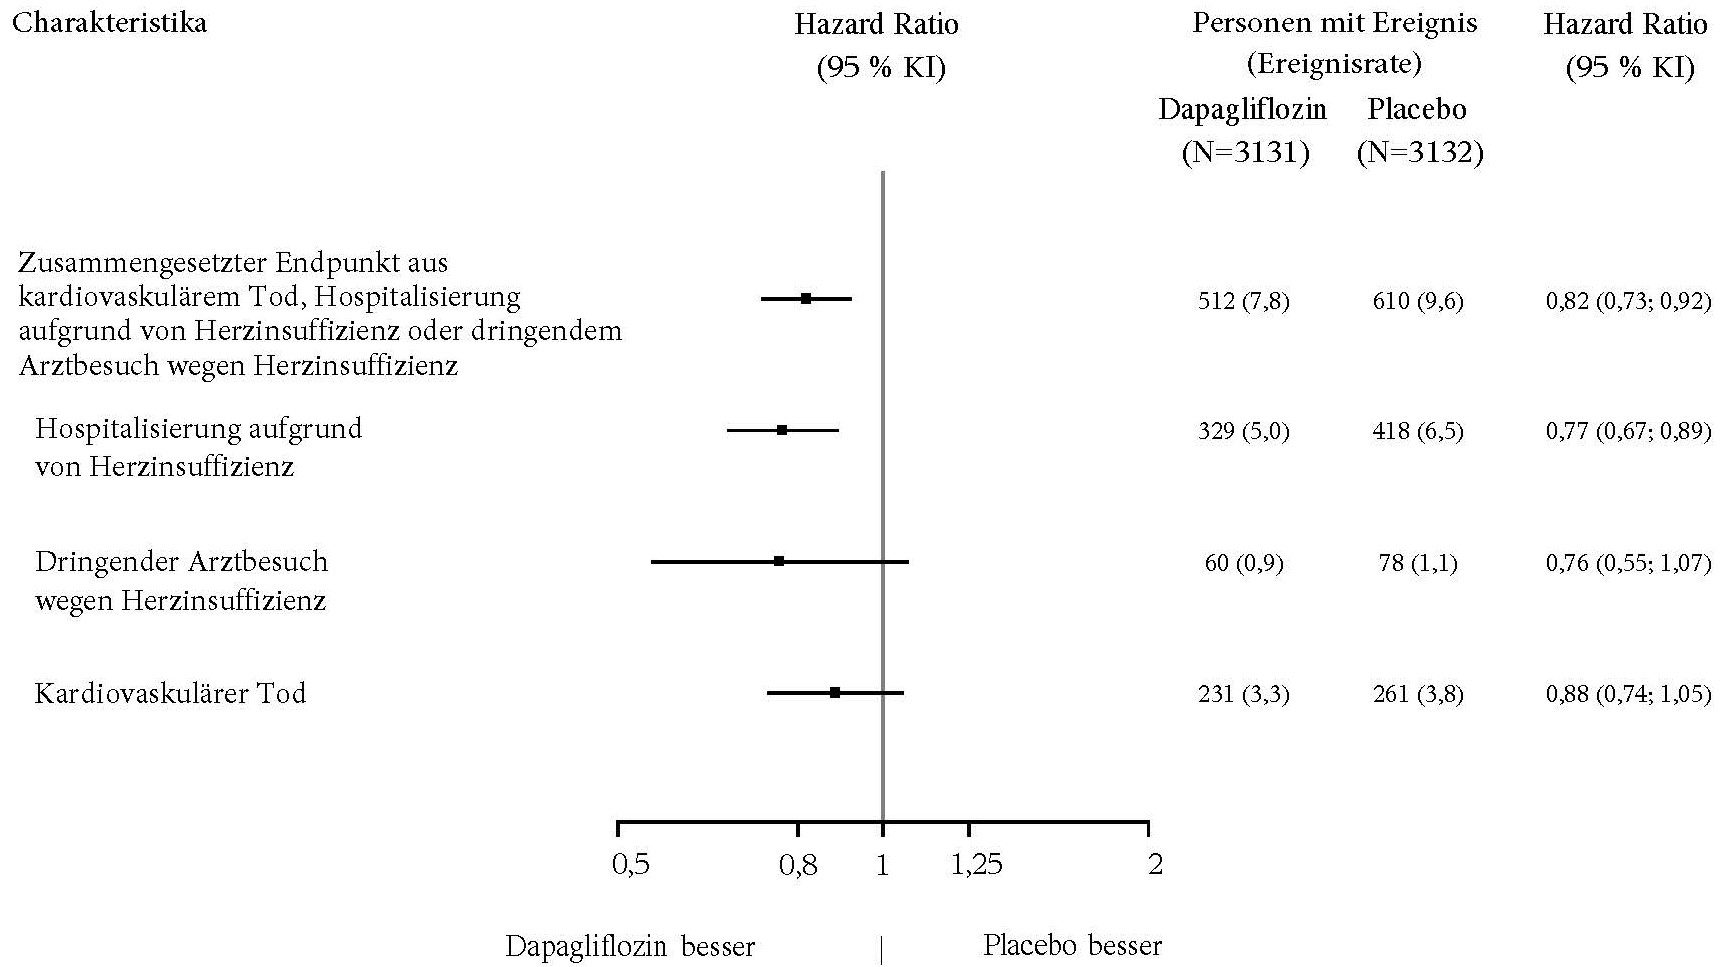 Charakteristika
Hazard Ratio
(95 % KI)
Personen mit Ereignis
(Ereignisrate)
Hazard Ratio
(95 % KI)
Dapagliflozin
(N=3131)
Placebo
(N=3132)
Zusammengesetzter Endpunkt aus
kardiovaskulärem Tod, Hospitalisierung
aufgrund von Herzinsuffizienz oder dringendem
Arztbesuch wegen Herzinsuffizienz
512 (7,8) 610 (9,6) 0,82 (0,73; 0,92)
Hospitalisierung aufgrund
von Herzinsuffizienz
329 (5,0) 418 (6,5) 0,77 (0,67; 0,89)
Dringender Arztbesuch
wegen Herzinsuffizienz
60 (0,9) 78 (1,1) 0,76 (0,55; 1,07)
Kardiovaskulärer Tod
231 (3,3) 261 (3,8) 0,88 (0,74; 1,05)
0,5 0,8 1 1,25 2
Dapagliflozin besser | Placebo besser